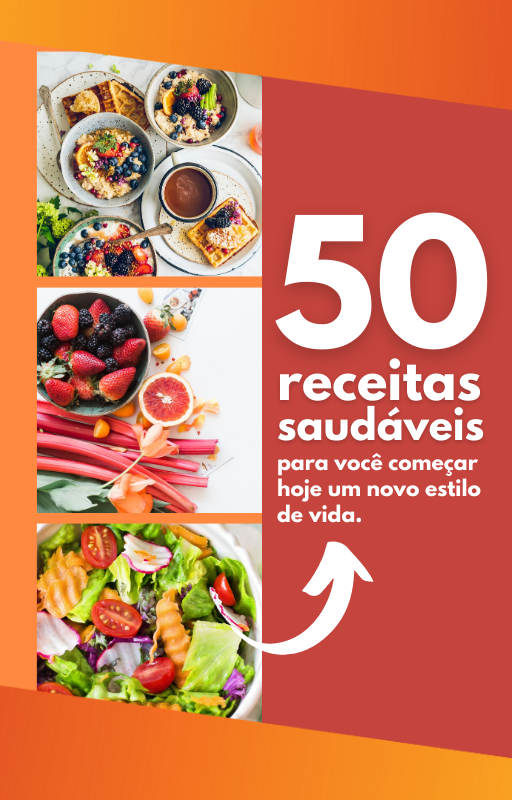 50
receitas
saudáveis
para você começar
hoje um novo estilo
de vida.